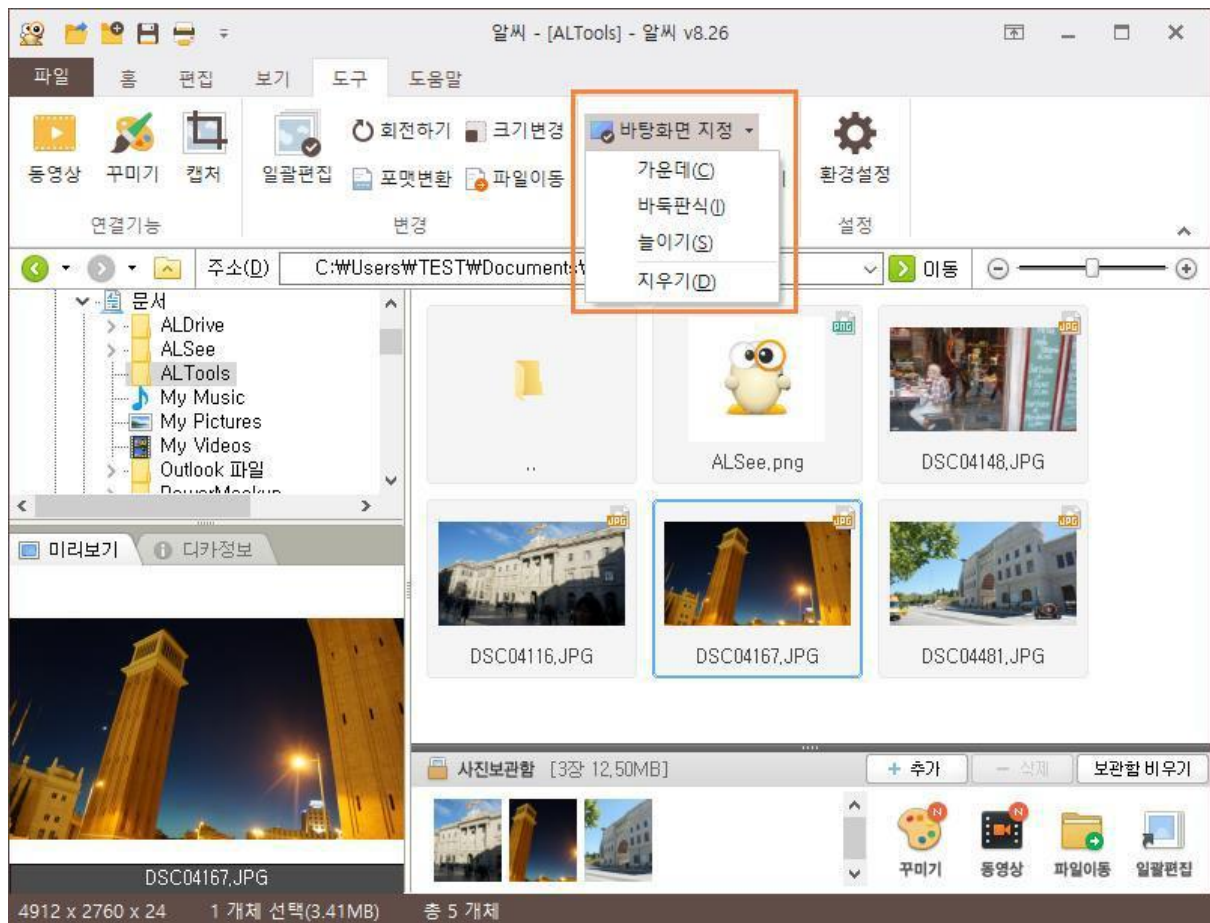 알씨 - [ALTools] - 알씨 v8.26
파일 홈 편집 보기 도구 도움말
동영상 꾸미기 캡처 일괄편집 회전하기 크기변경 포맷변환 파일이동 바탕화면 지정 환경설정
가운데(C)
바둑판식(I)
늘이기(S)
지우기(D)
연결기능 변경 설정
주소(D) C:₩Users₩TEST₩Documents₩ 이동
문서
ALDrive
ALSee
ALTools
My Music
My Pictures
My Videos
Outlook 파일
PowerMockup
.. ALSee.png DSC04148.JPG
PNG JPG
DSC04116.JPG DSC04167.JPG DSC04481.JPG
JPG JPG JPG
미리보기 디카정보
DSC04167.JPG
사진보관함 [3장 12.50MB] + 추가 - 삭제 보관함 비우기
N N
꾸미기 동영상 파일이동 일괄편집
4912 x 2760 x 24 1 개체 선택(3.41MB) 총 5 개체